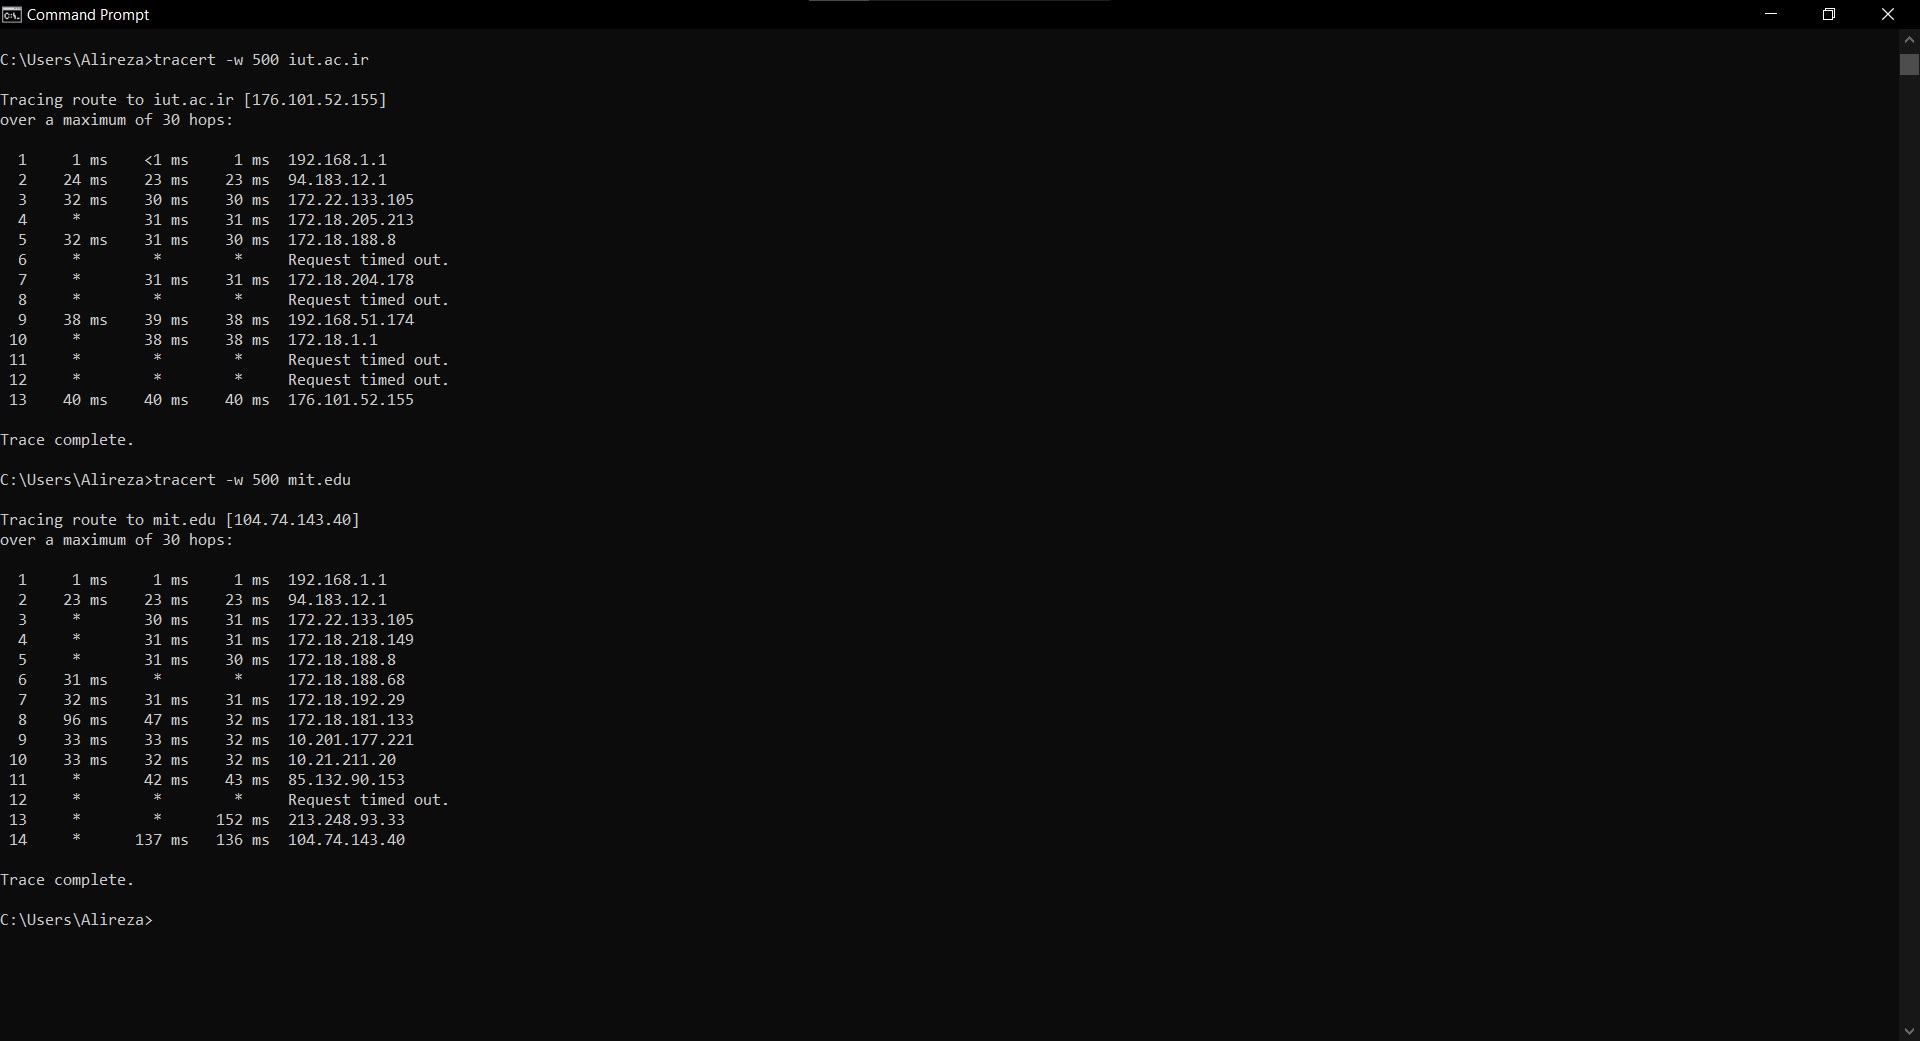 Command Prompt
C:\Users\Alireza>tracert -w 500 iut.ac.ir
Tracing route to iut.ac.ir [176.101.52.155]
over a maximum of 30 hops:
1 1 ms <1 ms 1 ms 192.168.1.1
2 24 ms 23 ms 23 ms 94.183.12.1
3 32 ms 30 ms 30 ms 172.22.133.105
4 * 31 ms 31 ms 172.18.205.213
5 32 ms 31 ms 30 ms 172.18.188.8
6 * * * Request timed out.
7 * 31 ms 31 ms 172.18.204.178
8 * * * Request timed out.
9 38 ms 39 ms 38 ms 192.168.51.174
10 * 38 ms 38 ms 172.18.1.1
11 * * * Request timed out.
12 * * * Request timed out.
13 40 ms 40 ms 40 ms 176.101.52.155
Trace complete.
C:\Users\Alireza>tracert -w 500 mit.edu
Tracing route to mit.edu [104.74.143.40]
over a maximum of 30 hops:
1 1 ms 1 ms 1 ms 192.168.1.1
2 23 ms 23 ms 23 ms 94.183.12.1
3 * 30 ms 31 ms 172.22.133.105
4 * 31 ms 31 ms 172.18.218.149
5 * 31 ms 30 ms 172.18.188.8
6 31 ms * * 172.18.188.68
7 32 ms 31 ms 31 ms 172.18.192.29
8 96 ms 47 ms 32 ms 172.18.181.133
9 33 ms 33 ms 32 ms 10.201.177.221
10 33 ms 32 ms 32 ms 10.21.211.20
11 * 42 ms 43 ms 85.132.90.153
12 * * * Request timed out.
13 * * 152 ms 213.248.93.33
14 * 137 ms 136 ms 104.74.143.40
Trace complete.
C:\Users\Alireza>